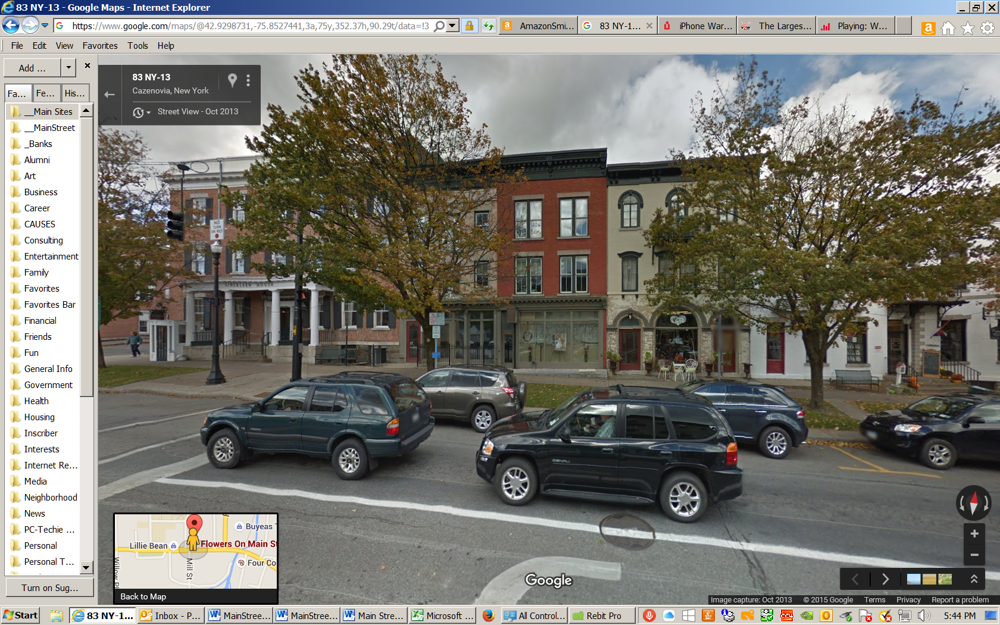 83 NY-13 - Google Maps - Internet Explorer
https://www.google.com/maps/@42.9298731,-75.8527441,3a,75y,352.37h,90.29t/data=!3
AmazonSmi...
83 NY-1...
iPhone War...
The Larges...
Playing: W...
File Edit View Favorites Tools Help
Add ...
Fa... Fe... His...
__Main Sites
__MainStreet
_Banks
Alumni
Art
Business
Career
CAUSES
Consulting
Entertainment
Family
Favorites
Favorites Bar
Financial
Friends
Fun
General Info
Government
Health
Housing
Inscriber
Interests
Internet Re...
Media
Neighborhood
News
PC-Techie ...
Personal
Personal T...
Turn on Sug...
83 NY-13
Cazenovia, New York
Street View - Oct 2013
NO
TURN
ON RED
LINCKLAEN HOUSE
DENALI
Buyeas
Lillie Bean
Flowers On Main St
Four Co
Mill St
Willow Pl
Back to Map
Google
Image capture: Oct 2013 © 2015 Google Terms Privacy Report a problem
Start
83 NY-1...
Inbox - P...
MainStree...
MainStree...
Main Stre...
Microsoft ...
All Control...
Rebit Pro
5:44 PM